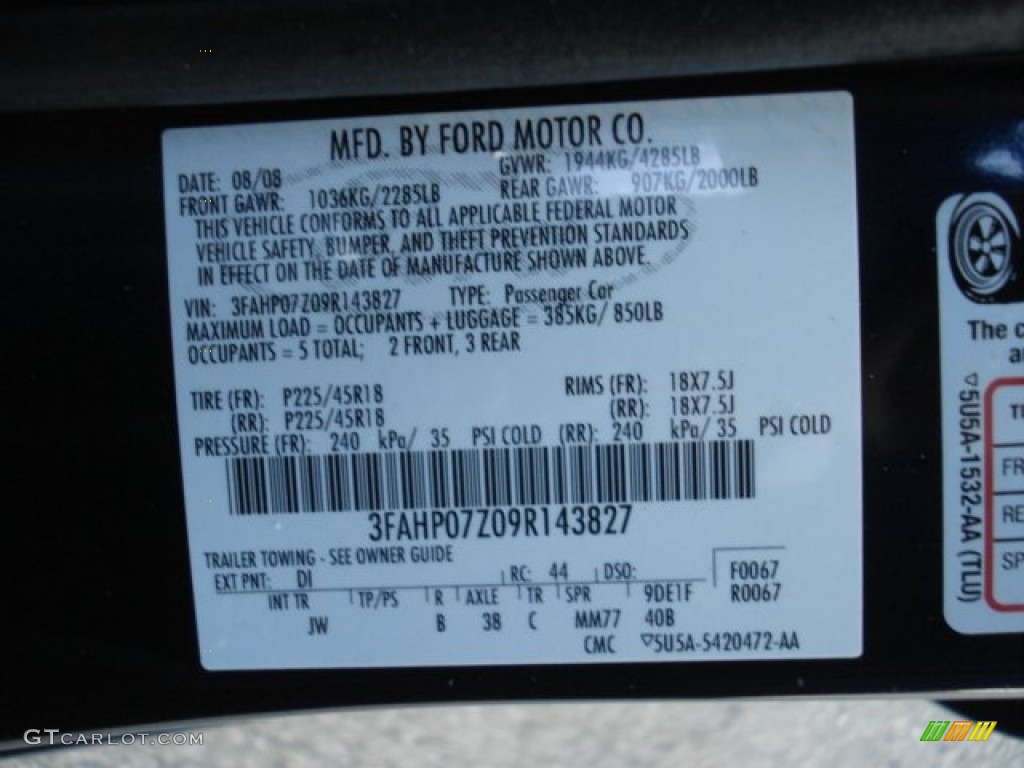 MFD. BY FORD MOTOR CO.
DATE: 08/08
GVWR: 1944KG/4285LB
FRONT GAWR: 1036KG/2285LB
REAR GAWR: 907KG/2000LB
THIS VEHICLE CONFORMS TO ALL APPLICABLE FEDERAL MOTOR
VEHICLE SAFETY, BUMPER, AND THEFT PREVENTION STANDARDS
IN EFFECT ON THE DATE OF MANUFACTURE SHOWN ABOVE.
VIN: 3FAHP07Z09R143827 TYPE: Passenger Car
MAXIMUM LOAD = OCCUPANTS + LUGGAGE = 385KG/ 850LB
OCCUPANTS = 5 TOTAL; 2 FRONT, 3 REAR
TIRE (FR): P225/45R18 RIMS (FR): 18X7.5J
(RR): P225/45R18 (RR): 18X7.5J
PRESSURE (FR): 240 kPa/ 35 PSI COLD (RR): 240 kPa/ 35 PSI COLD
3FAHP07Z09R143827
TRAILER TOWING - SEE OWNER GUIDE
EXT PNT: DI RC: 44 DSO: F0067
INT TR TP/PS R AXLE TR SPR 9DE1F R0067
JW B 38 C MM77 40B
CMC ▽5U5A-5420472-AA
The c
a
▽5U5A-1532-AA (TLU)
TI
FR
RE
SP
GTCARLOT.COM